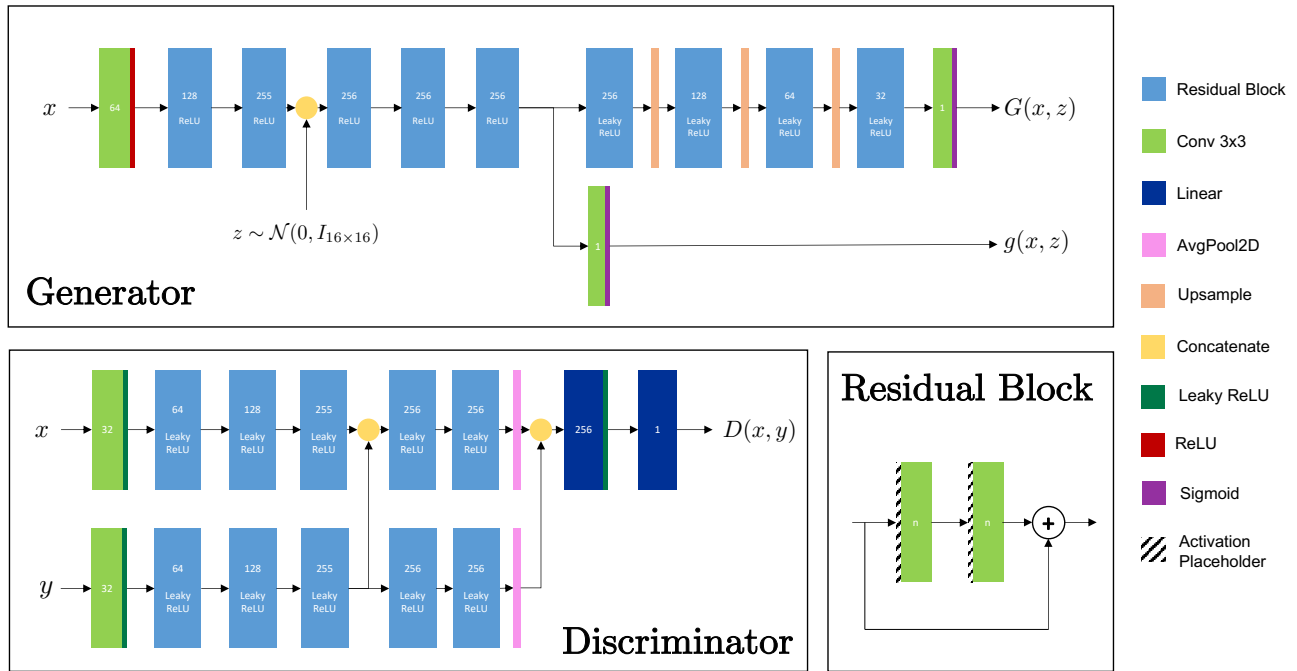 x
64
128
ReLU
255
ReLU
256
ReLU
256
ReLU
256
ReLU
256
Leaky
ReLU
128
Leaky
ReLU
64
Leaky
ReLU
32
Leaky
ReLU
1
G(x, z)
z ∼ 𝒩(0, I₁₆ₓ₁₆)
1
g(x, z)
Generator
x
32
64
Leaky
ReLU
128
Leaky
ReLU
255
Leaky
ReLU
256
Leaky
ReLU
256
Leaky
ReLU
256
1
D(x, y)
y
32
64
Leaky
ReLU
128
Leaky
ReLU
255
Leaky
ReLU
256
Leaky
ReLU
256
Leaky
ReLU
Discriminator
Residual Block
n
n
+
Residual Block
Conv 3x3
Linear
AvgPool2D
Upsample
Concatenate
Leaky ReLU
ReLU
Sigmoid
Activation
Placeholder